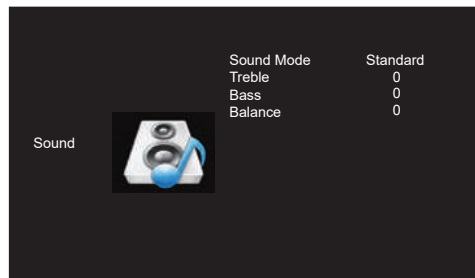 Sound Mode Standard
Treble 0
Bass 0
Balance 0
Sound